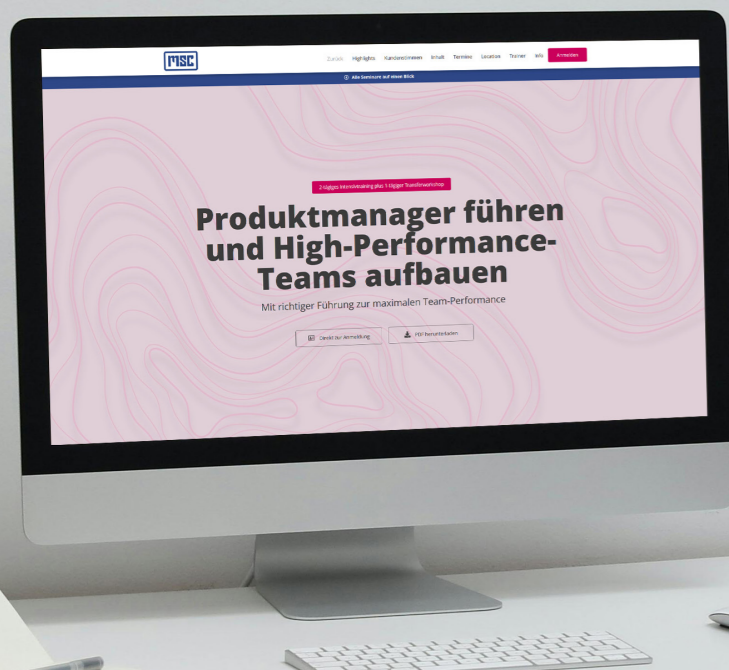 MSC
Zurück Highlights Kundenstimmen Inhalt Termine Location Trainer Info Anmelden
Alle Seminare auf einen Blick
2-tägiges Intensivtraining plus 1-tägiger Transferworkshop
Produktmanager führen
und High-Performance-
Teams aufbauen
Mit richtiger Führung zur maximalen Team-Performance
Direkt zur Anmeldung PDF herunterladen